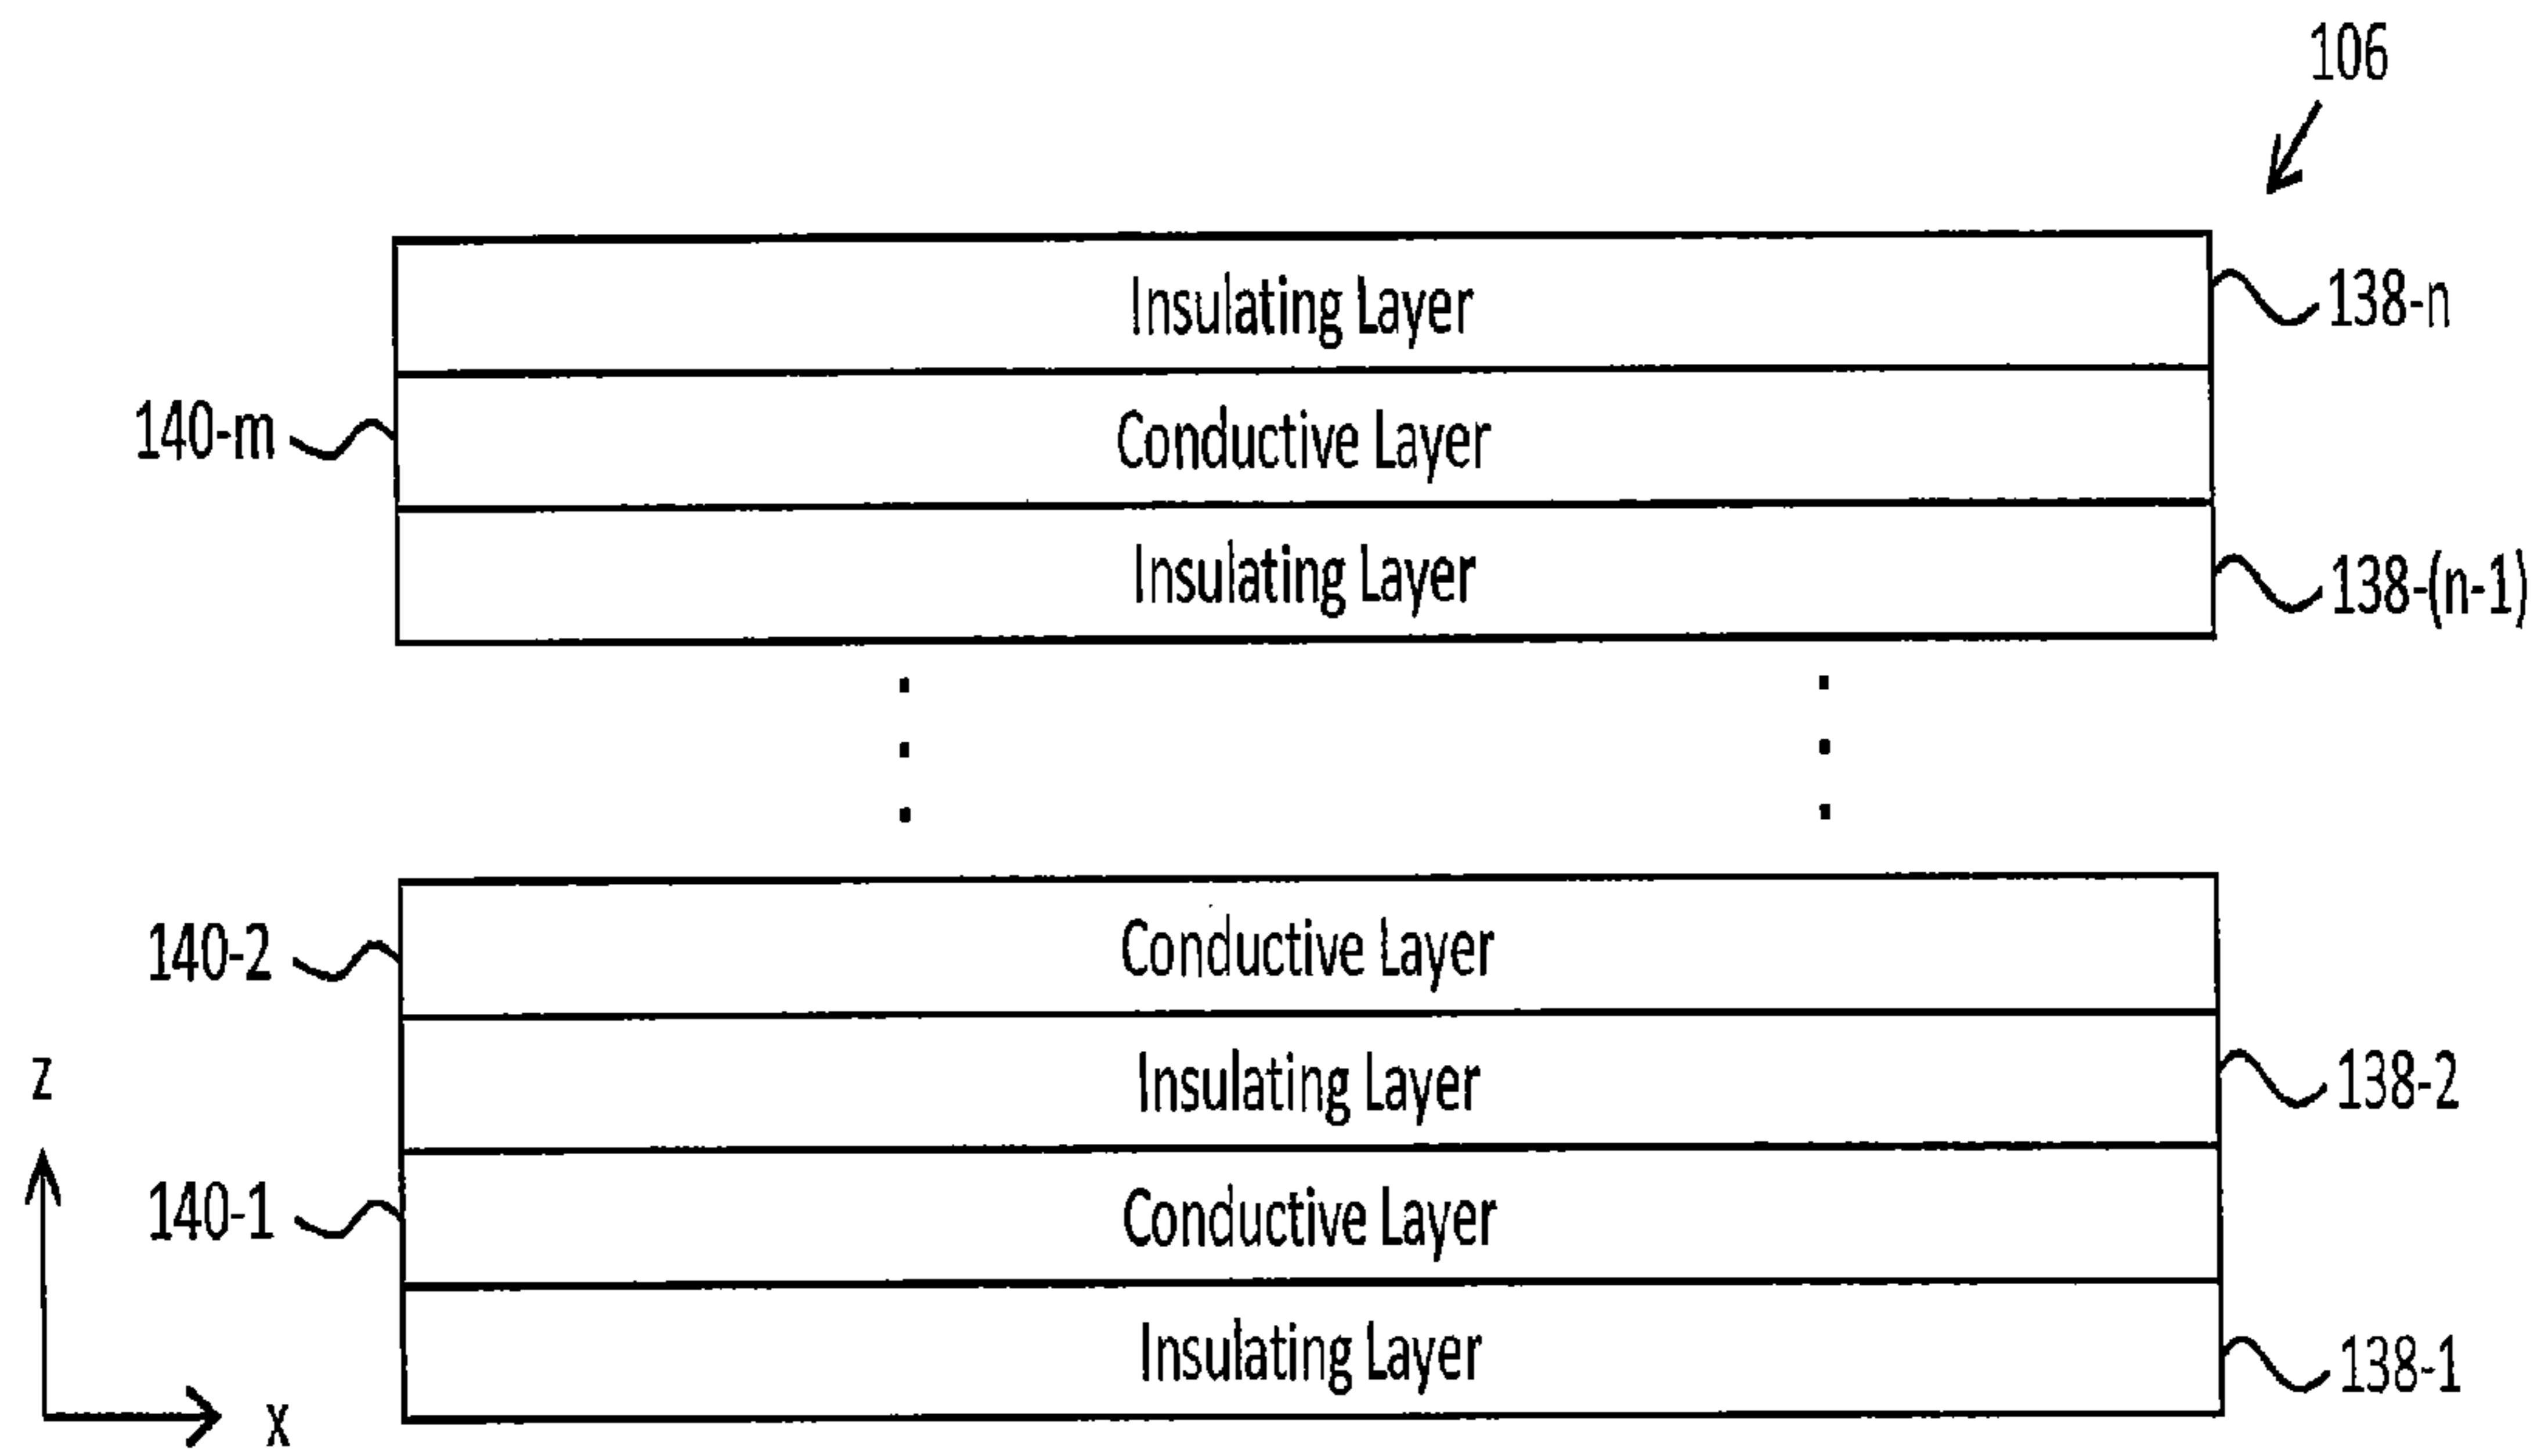 106
Insulating Layer
138-n
140-m
Conductive Layer
Insulating Layer
138-(n-1)
140-2
Conductive Layer
Insulating Layer
138-2
z
140-1
Conductive Layer
Insulating Layer
138-1
x